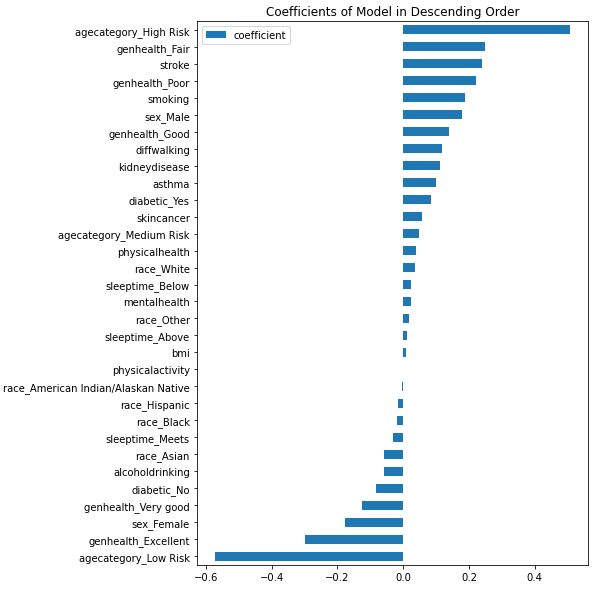 Coefficients of Model in Descending Order
coefficient
agecategory_High Risk
genhealth_Fair
stroke
genhealth_Poor
smoking
sex_Male
genhealth_Good
diffwalking
kidneydisease
asthma
diabetic_Yes
skincancer
agecategory_Medium Risk
physicalhealth
race_White
sleeptime_Below
mentalhealth
race_Other
sleeptime_Above
bmi
physicalactivity
race_American Indian/Alaskan Native
race_Hispanic
race_Black
sleeptime_Meets
race_Asian
alcoholdrinking
diabetic_No
genhealth_Very good
sex_Female
genhealth_Excellent
agecategory_Low Risk
−0.6 −0.4 −0.2 0.0 0.2 0.4